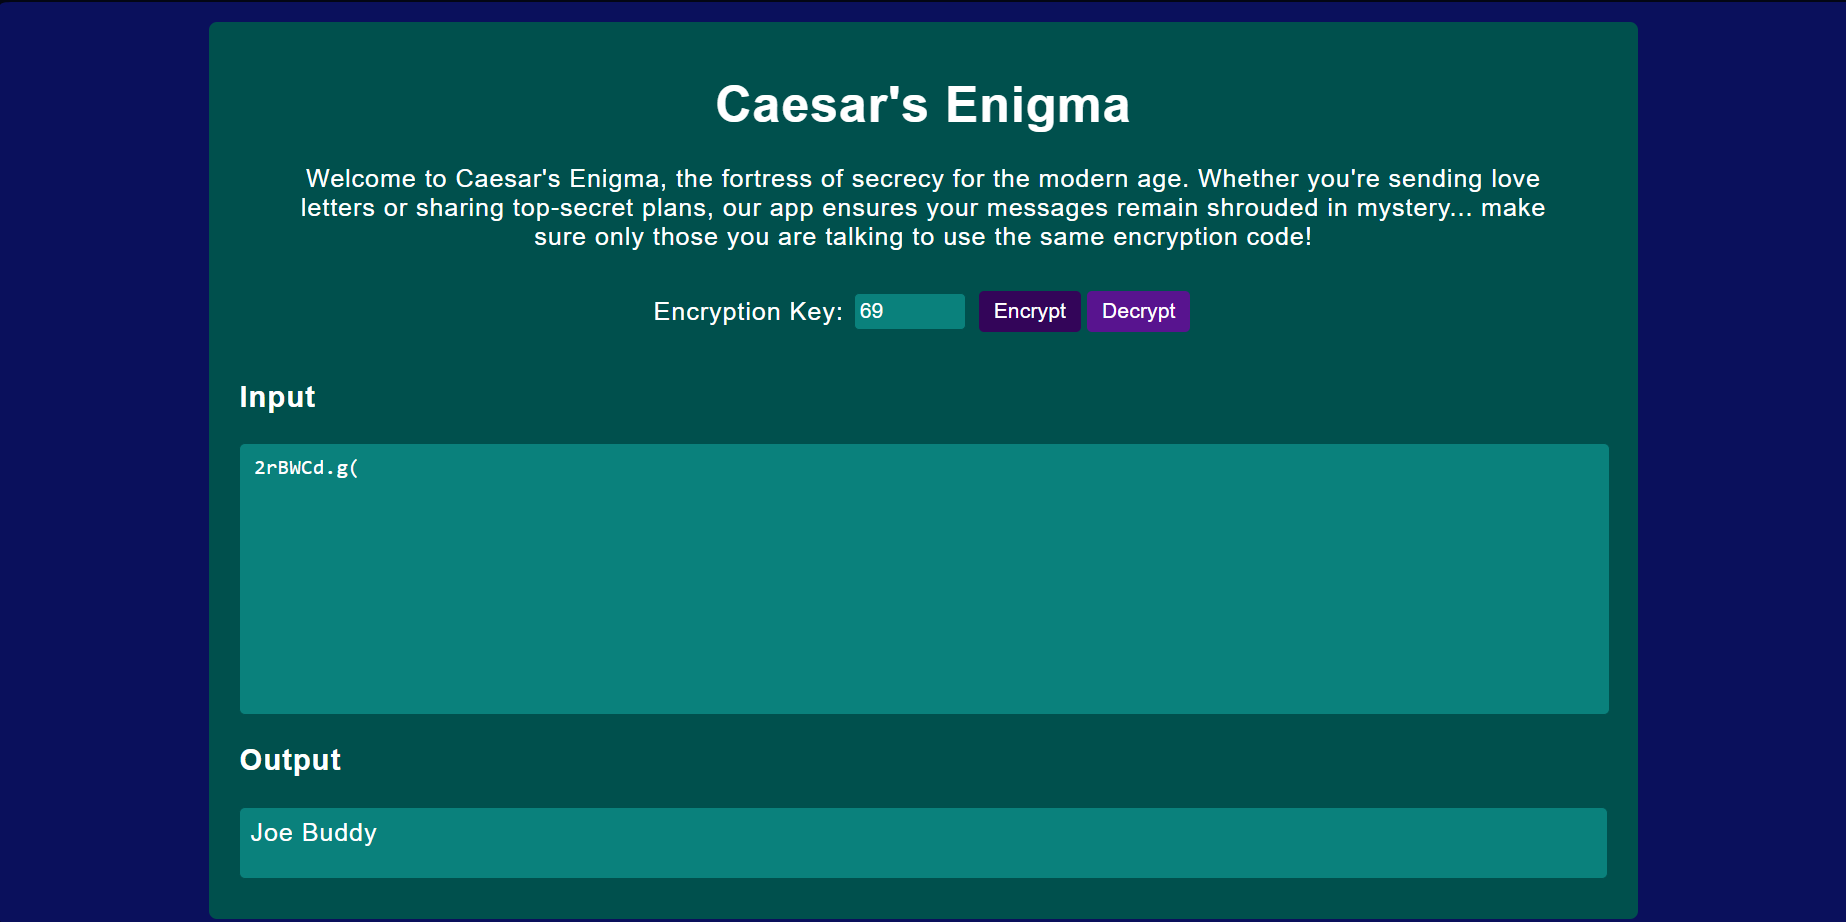 Caesar's Enigma
Welcome to Caesar's Enigma, the fortress of secrecy for the modern age. Whether you're sending love
letters or sharing top-secret plans, our app ensures your messages remain shrouded in mystery... make
sure only those you are talking to use the same encryption code!
Encryption Key: 69 Encrypt Decrypt
Input
2rBWCd.g(
Output
Joe Buddy